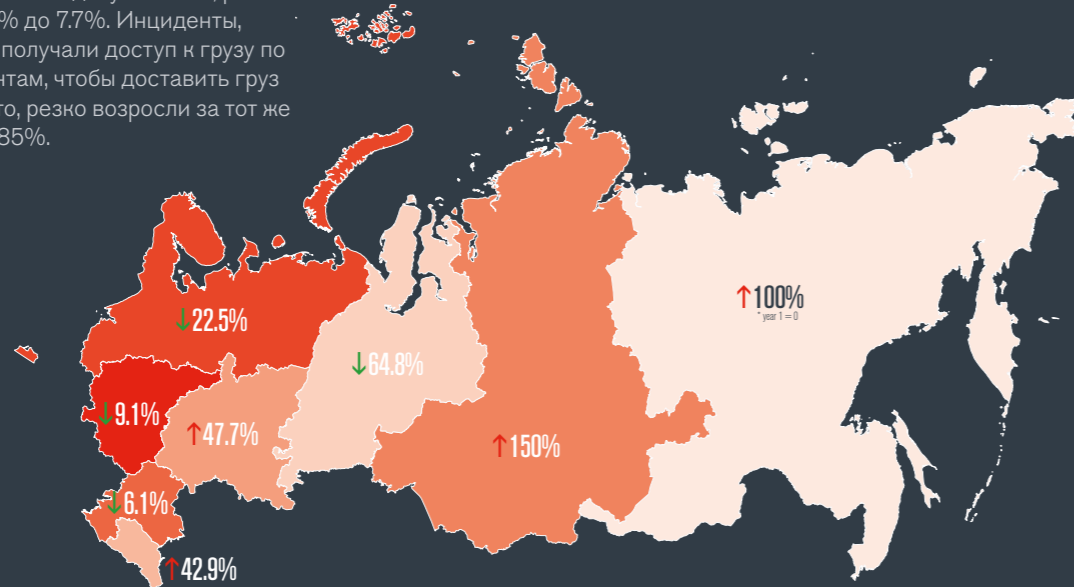 % до 7.7%. Инциденты,
получали доступ к грузу по
нтам, чтобы доставить груз
то, резко возросли за тот же
85%.
↓22.5%
↑100%
* year 1 = 0
↓64.8%
↓9.1%
↑47.7%
↑150%
↓6.1%
↑42.9%